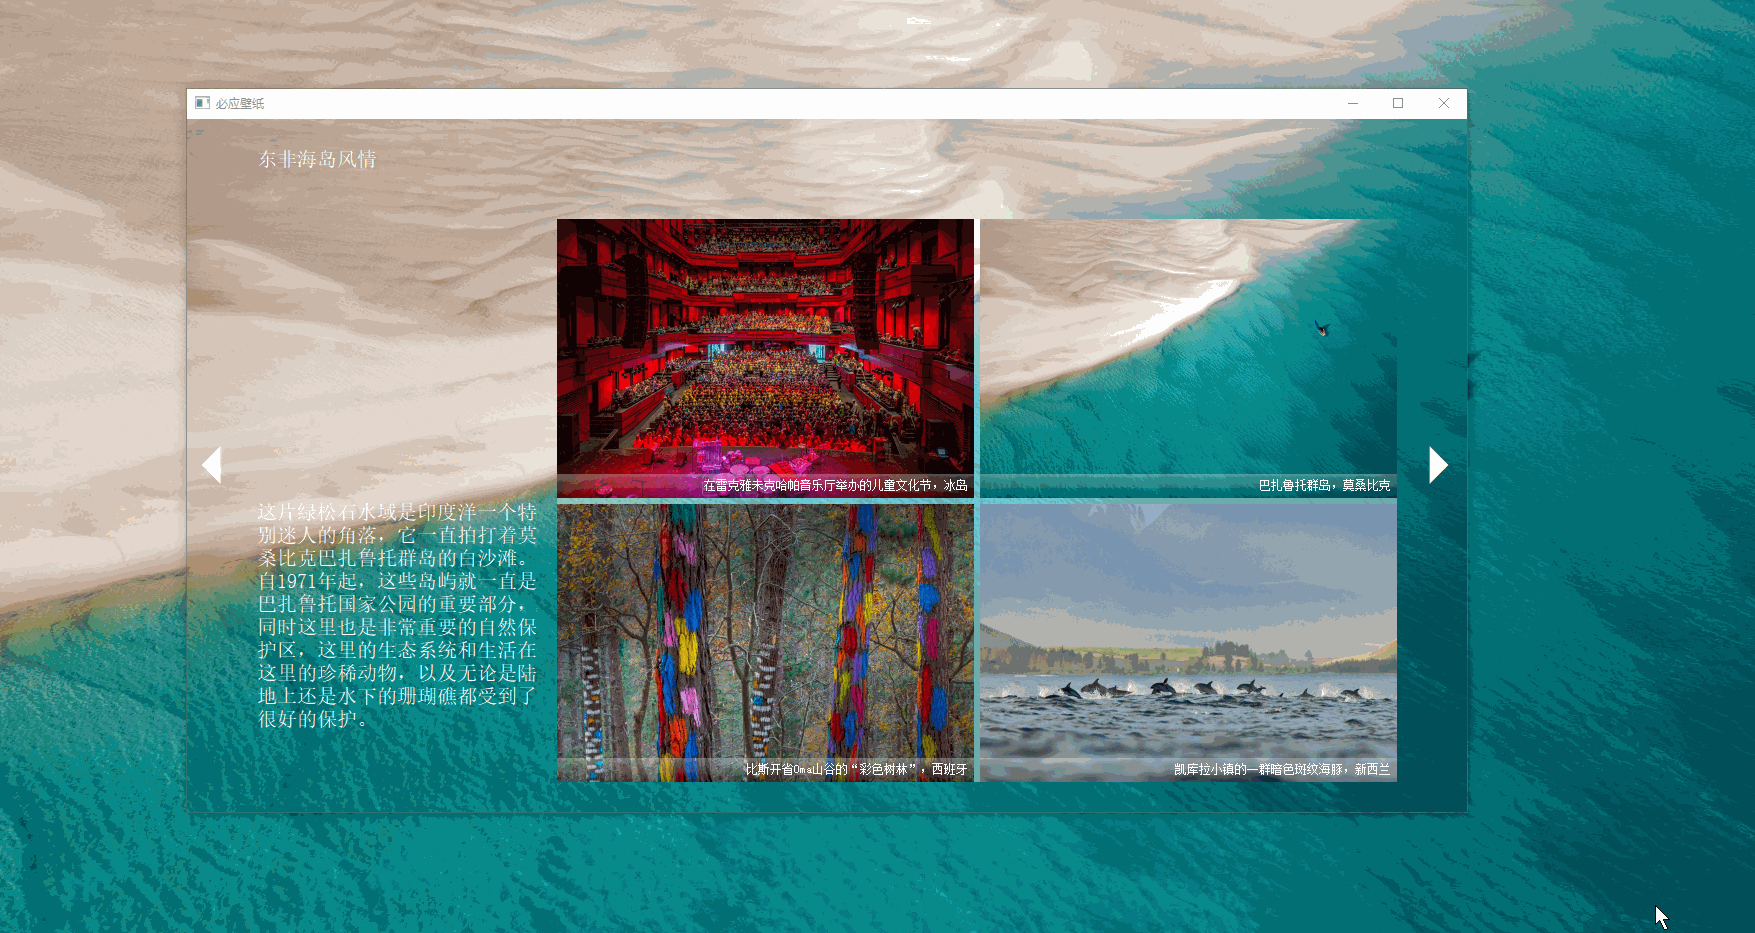 必应壁纸
东非海岛风情
在雷克雅未克哈帕音乐厅举办的儿童文化节，冰岛
巴扎鲁托群岛，莫桑比克
这片绿松石水域是印度洋一个特
别迷人的角落，它一直拍打着莫
桑比克巴扎鲁托群岛的白沙滩。
自1971年起，这些岛屿就一直是
巴扎鲁托国家公园的重要部分，
同时这里也是非常重要的自然保
护区，这里的生态系统和生活在
这里的珍稀动物，以及无论是陆
地上还是水下的珊瑚礁都受到了
很好的保护。
比斯开省Oma山谷的“彩色树林”，西班牙
凯库拉小镇的一群暗色斑纹海豚，新西兰